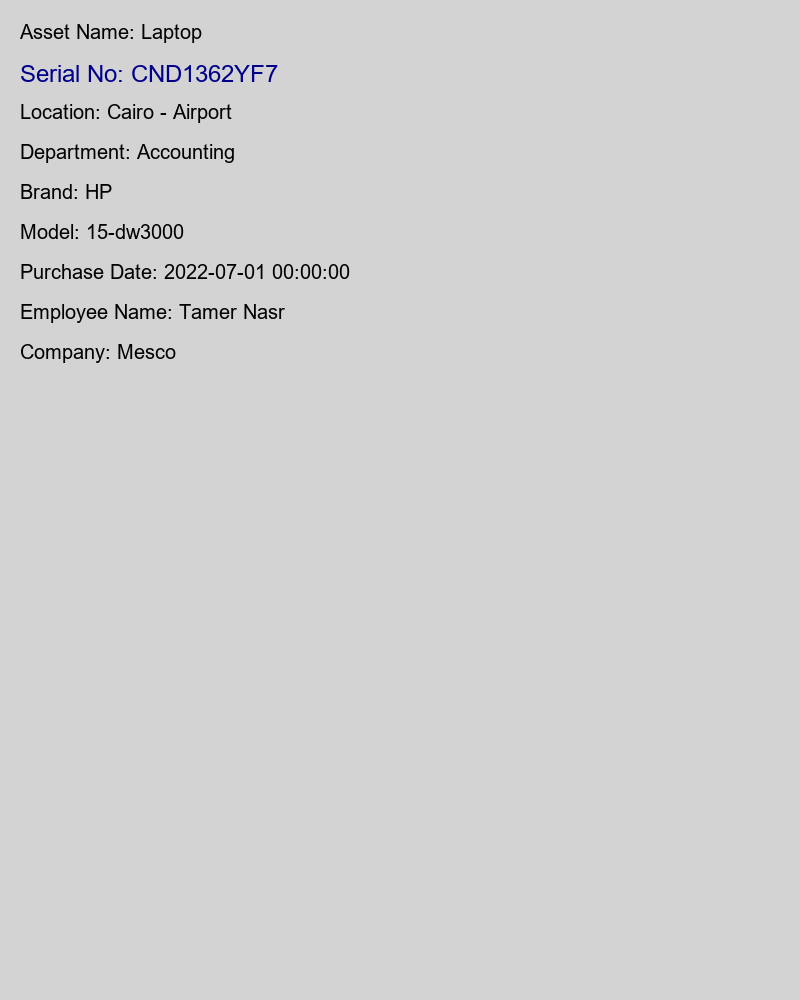 Asset Name: Laptop
Serial No: CND1362YF7
Location: Cairo - Airport
Department: Accounting
Brand: HP
Model: 15-dw3000
Purchase Date: 2022-07-01 00:00:00
Employee Name: Tamer Nasr
Company: Mesco